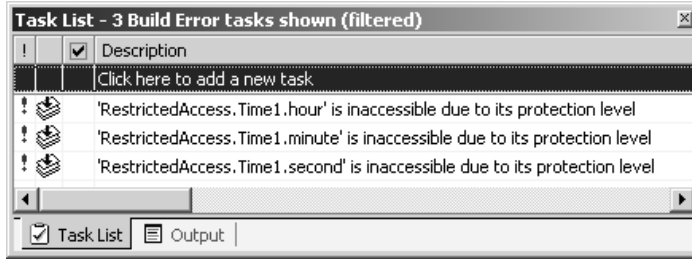 Task List - 3 Build Error tasks shown (filtered)
! Description
Click here to add a new task
! 'RestrictedAccess.Time1.hour' is inaccessible due to its protection level
! 'RestrictedAccess.Time1.minute' is inaccessible due to its protection level
! 'RestrictedAccess.Time1.second' is inaccessible due to its protection level
Task List Output